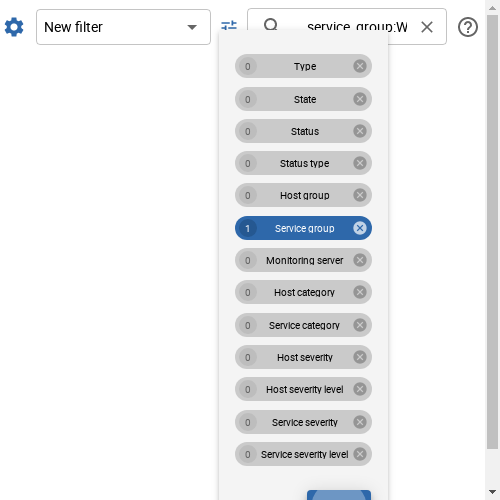 New filter
service_group:W
0 Type
0 State
0 Status
0 Status type
0 Host group
1 Service group
0 Monitoring server
0 Host category
0 Service category
0 Host severity
0 Host severity level
0 Service severity
0 Service severity level